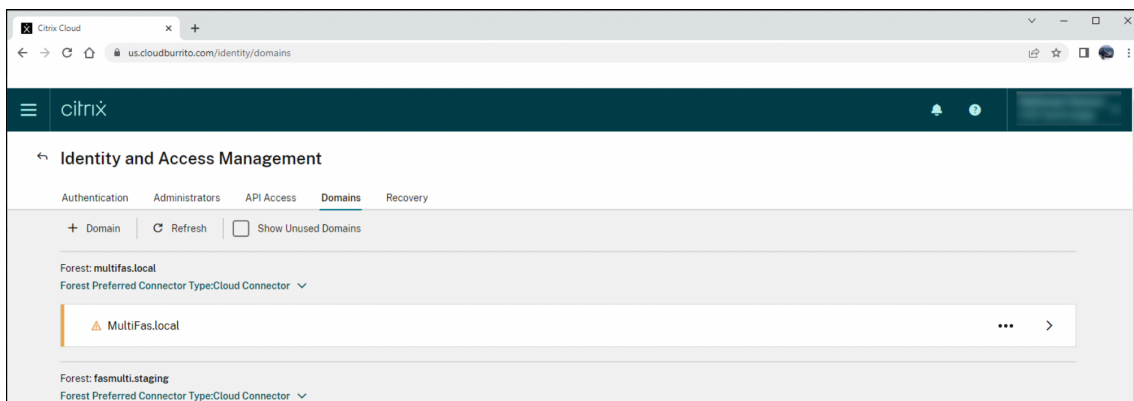 Citrix Cloud
us.cloudburrito.com/identity/domains
citrix
Identity and Access Management
Authentication Administrators API Access Domains Recovery
+ Domain Refresh Show Unused Domains
Forest: multifas.local
Forest Preferred Connector Type:Cloud Connector
MultiFas.local
Forest: fasmulti.staging
Forest Preferred Connector Type:Cloud Connector